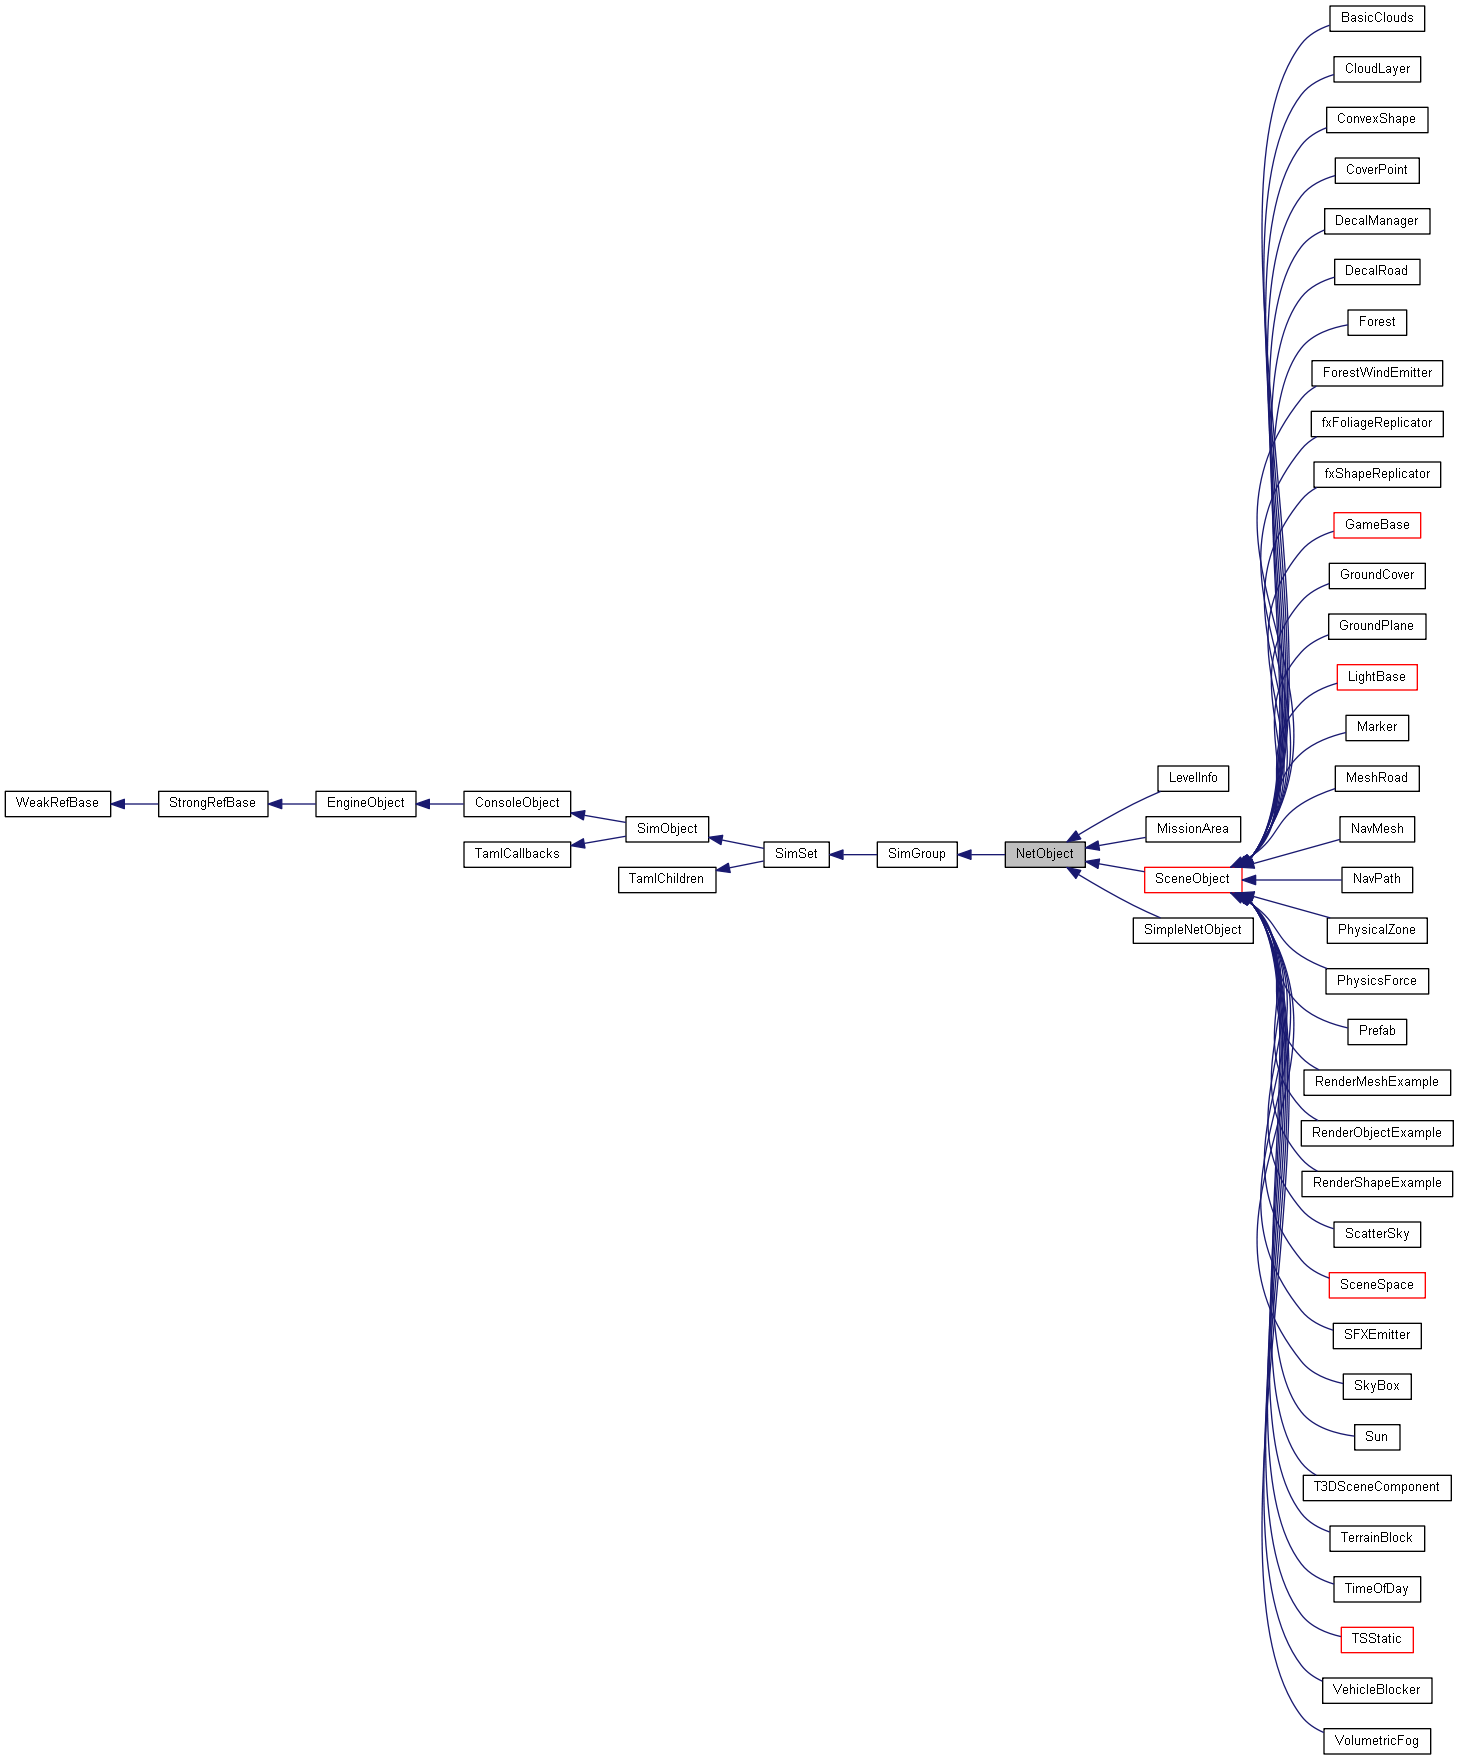 BasicClouds
CloudLayer
ConvexShape
CoverPoint
DecalManager
DecalRoad
Forest
ForestWindEmitter
fxFoliageReplicator
fxShapeReplicator
GameBase
GroundCover
GroundPlane
LightBase
Marker
MeshRoad
NavMesh
NavPath
PhysicalZone
PhysicsForce
Prefab
RenderMeshExample
RenderObjectExample
RenderShapeExample
ScatterSky
SceneSpace
SFXEmitter
SkyBox
Sun
T3DSceneComponent
TerrainBlock
TimeOfDay
TSStatic
VehicleBlocker
VolumetricFog
LevelInfo
MissionArea
SceneObject
SimpleNetObject
NetObject
SimGroup
SimSet
SimObject
TamlChildren
ConsoleObject
TamlCallbacks
EngineObject
StrongRefBase
WeakRefBase